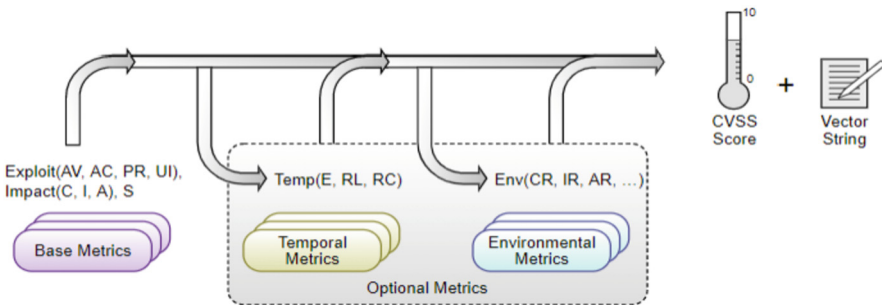 10
0
CVSS
Score
+
Vector
String
Exploit(AV, AC, PR, UI),
Impact(C, I, A), S
Temp(E, RL, RC)
Env(CR, IR, AR, ...)
Base Metrics
Temporal
Metrics
Environmental
Metrics
Optional Metrics